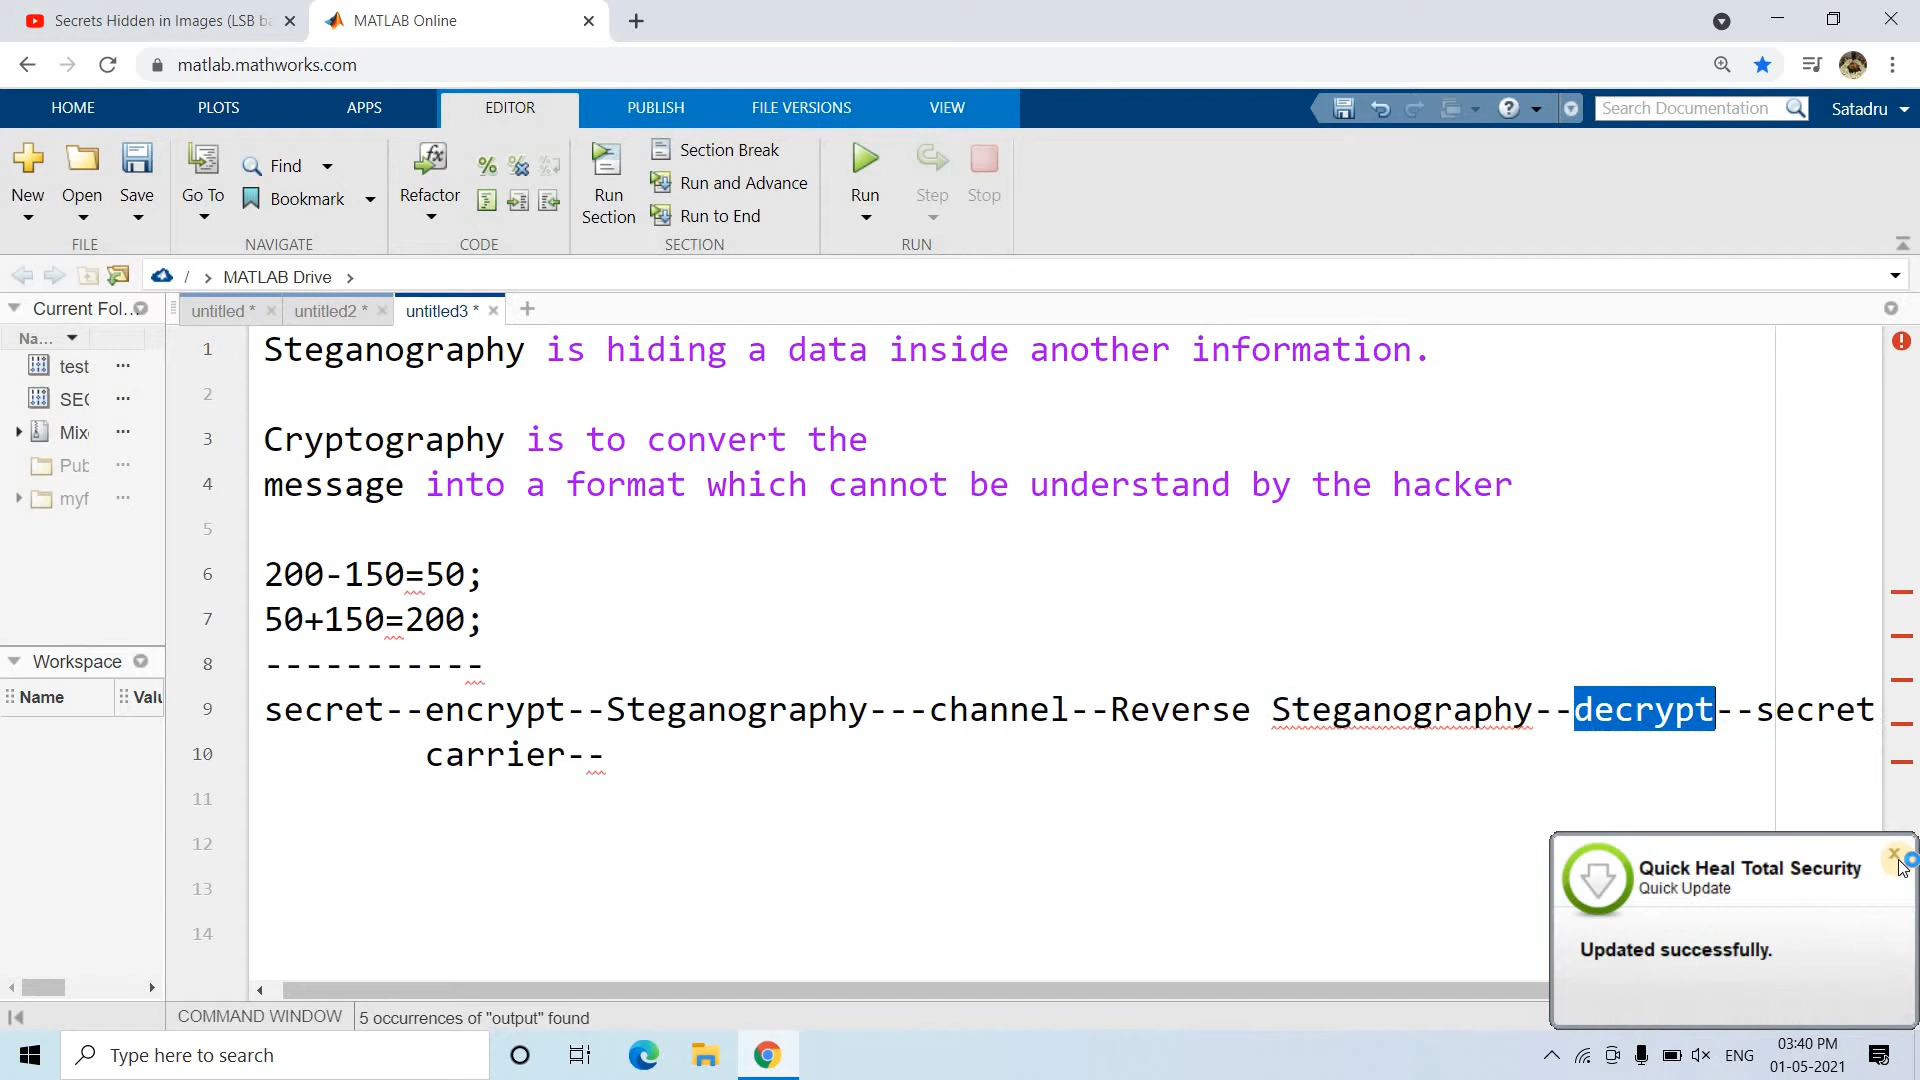 Secrets Hidden in Images (LSB ba
MATLAB Online
matlab.mathworks.com
HOME PLOTS APPS EDITOR PUBLISH FILE VERSIONS VIEW
Search Documentation
Satadru
New Open Save
FILE
Go To
Find
Bookmark
NAVIGATE
Refactor
CODE
Run Section
Section Break
Run and Advance
Run to End
SECTION
Run Step Stop
RUN
/ › MATLAB Drive ›
Current Fol...
untitled * untitled2 * untitled3 *
Na...
test
SEC
Mix
Pub
myf
Workspace
Name Valu
1 Steganography is hiding a data inside another information.
2
3 Cryptography is to convert the
4 message into a format which cannot be understand by the hacker
5
6 200-150=50;
7 50+150=200;
8 -----------
9 secret--encrypt--Steganography---channel--Reverse Steganography--decrypt--secret
10 carrier--
11
12
13
14
Quick Heal Total Security
Quick Update
Updated successfully.
COMMAND WINDOW 5 occurrences of "output" found
Type here to search
ENG
03:40 PM
01-05-2021